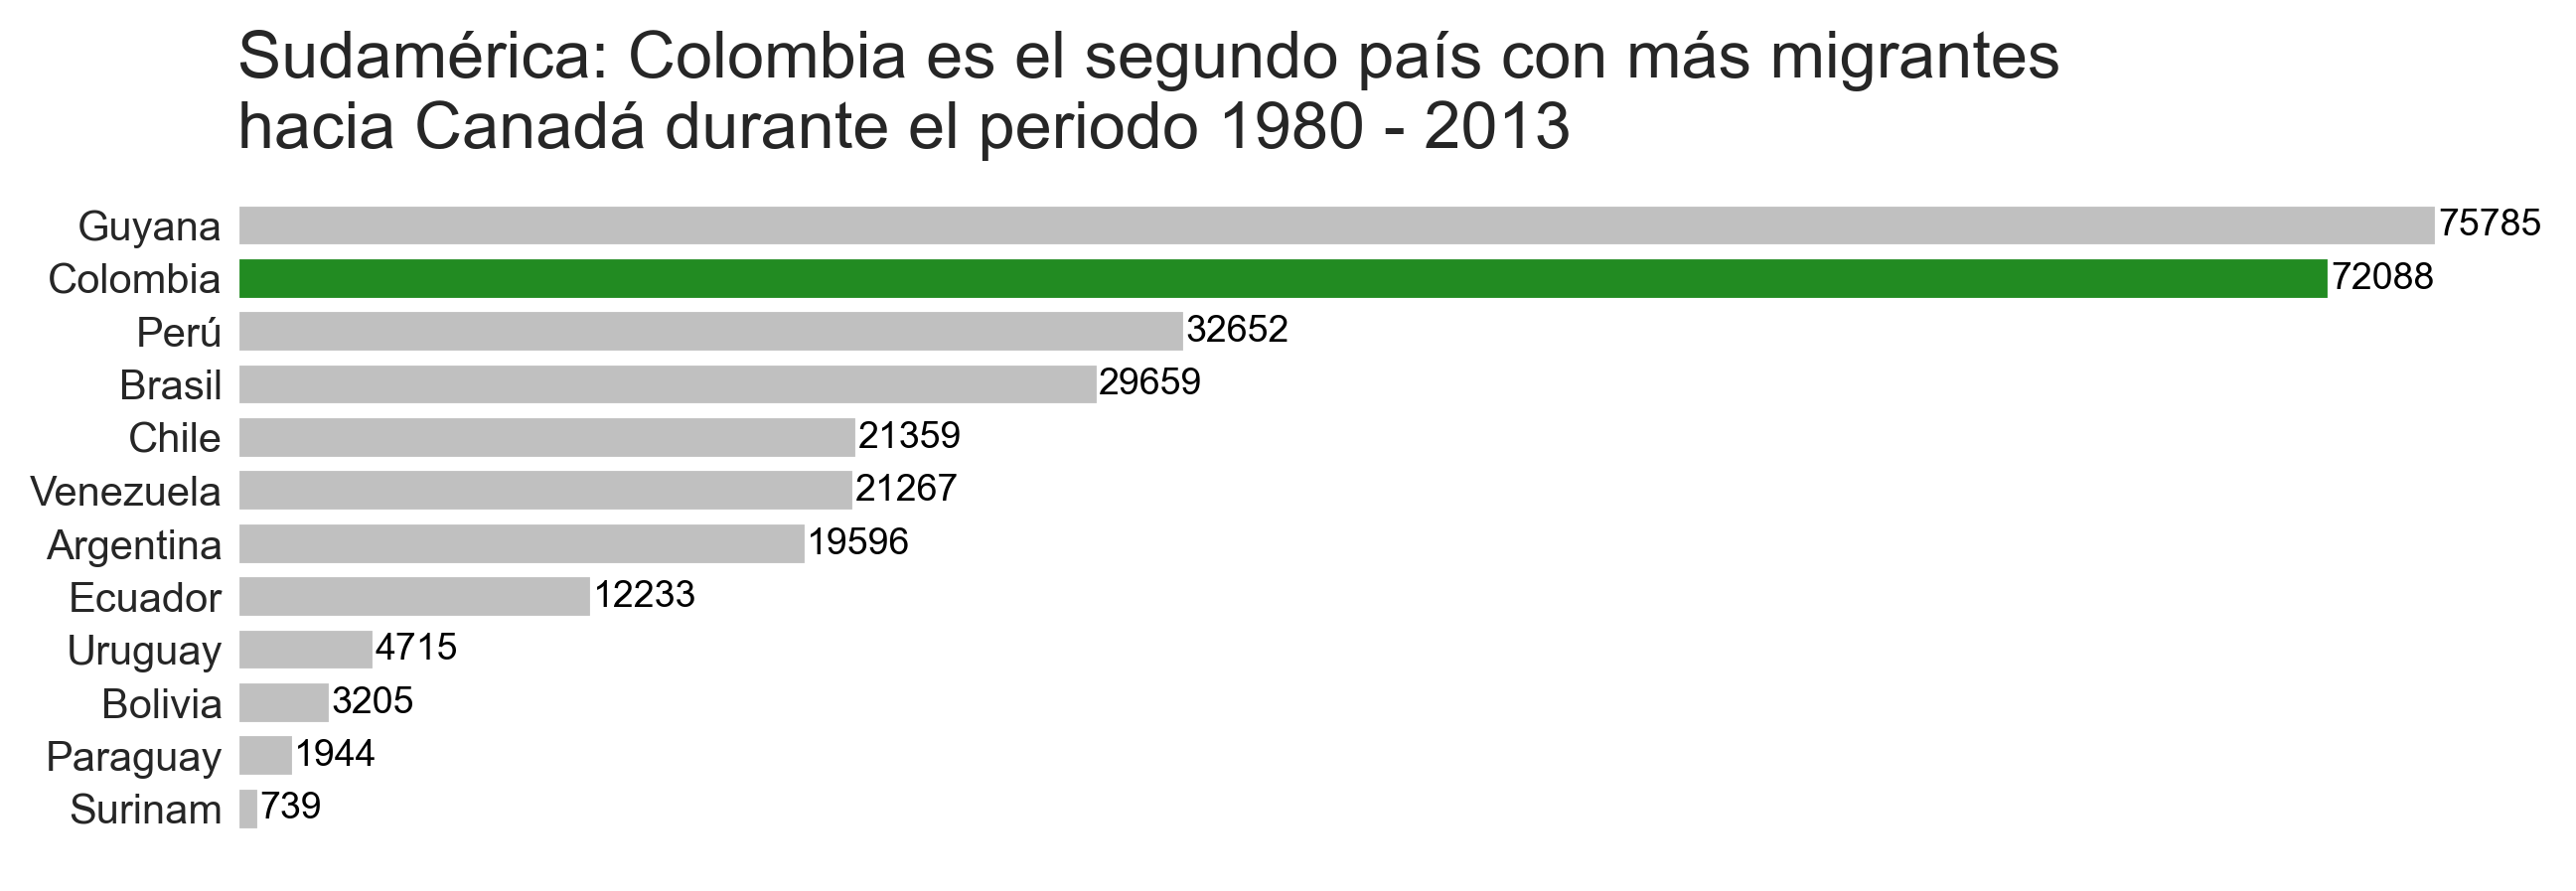 Sudamérica: Colombia es el segundo país con más migrantes
hacia Canadá durante el periodo 1980 - 2013
Guyana 75785
Colombia 72088
Perú 32652
Brasil 29659
Chile 21359
Venezuela 21267
Argentina 19596
Ecuador 12233
Uruguay 4715
Bolivia 3205
Paraguay 1944
Surinam 739